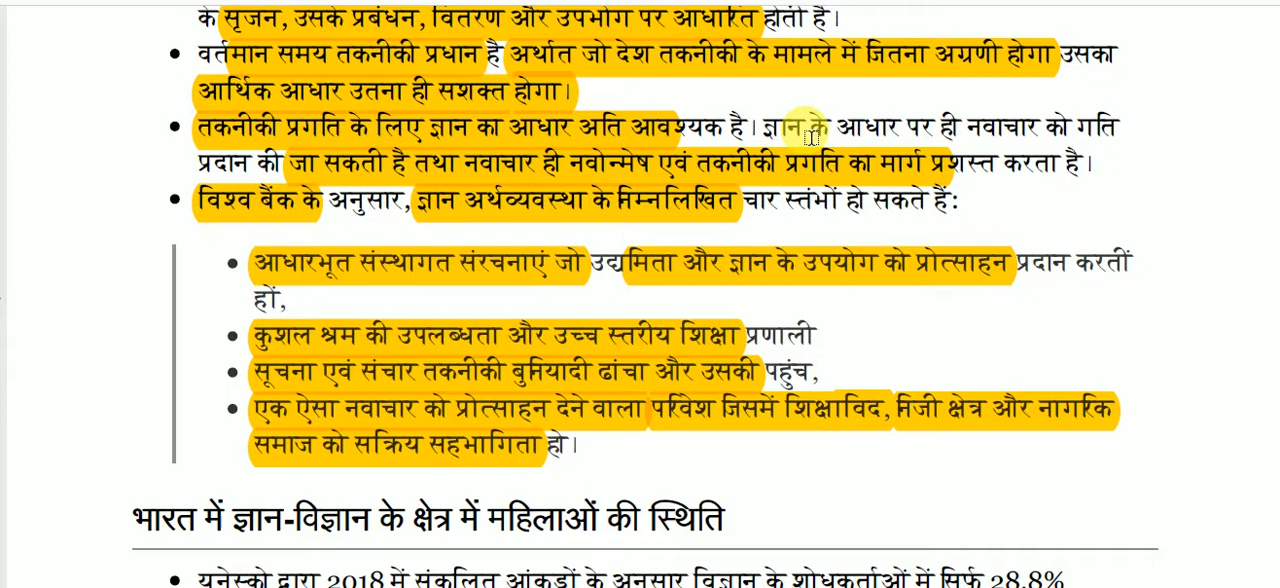 के सृजन, उसके प्रबंधन, वितरण और उपभोग पर आधारित होती है।
वर्तमान समय तकनीकी प्रधान है अर्थात जो देश तकनीकी के मामले में जितना अग्रणी होगा उसका
आर्थिक आधार उतना ही सशक्त होगा।
तकनीकी प्रगति के लिए ज्ञान का आधार अति आवश्यक है। ज्ञान के आधार पर ही नवाचार को गति
प्रदान की जा सकती है तथा नवाचार ही नवोन्मेष एवं तकनीकी प्रगति का मार्ग प्रशस्त करता है।
विश्व बैंक के अनुसार, ज्ञान अर्थव्यवस्था के निम्नलिखित चार स्तंभों हो सकते हैं:
आधारभूत संस्थागत संरचनाएं जो उद्यमिता और ज्ञान के उपयोग को प्रोत्साहन प्रदान करतीं
हों,
कुशल श्रम की उपलब्धता और उच्च स्तरीय शिक्षा प्रणाली
सूचना एवं संचार तकनीकी बुनियादी ढांचा और उसकी पहुंच,
एक ऐसा नवाचार को प्रोत्साहन देने वाला परिवेश जिसमें शिक्षाविद, निजी क्षेत्र और नागरिक
समाज को सक्रिय सहभागिता हो।
भारत में ज्ञान-विज्ञान के क्षेत्र में महिलाओं की स्थिति
यूनेस्को द्वारा 2018 में संकलित आंकड़ों के अनुसार विज्ञान के शोधकर्ताओं में सिर्फ 28.8%